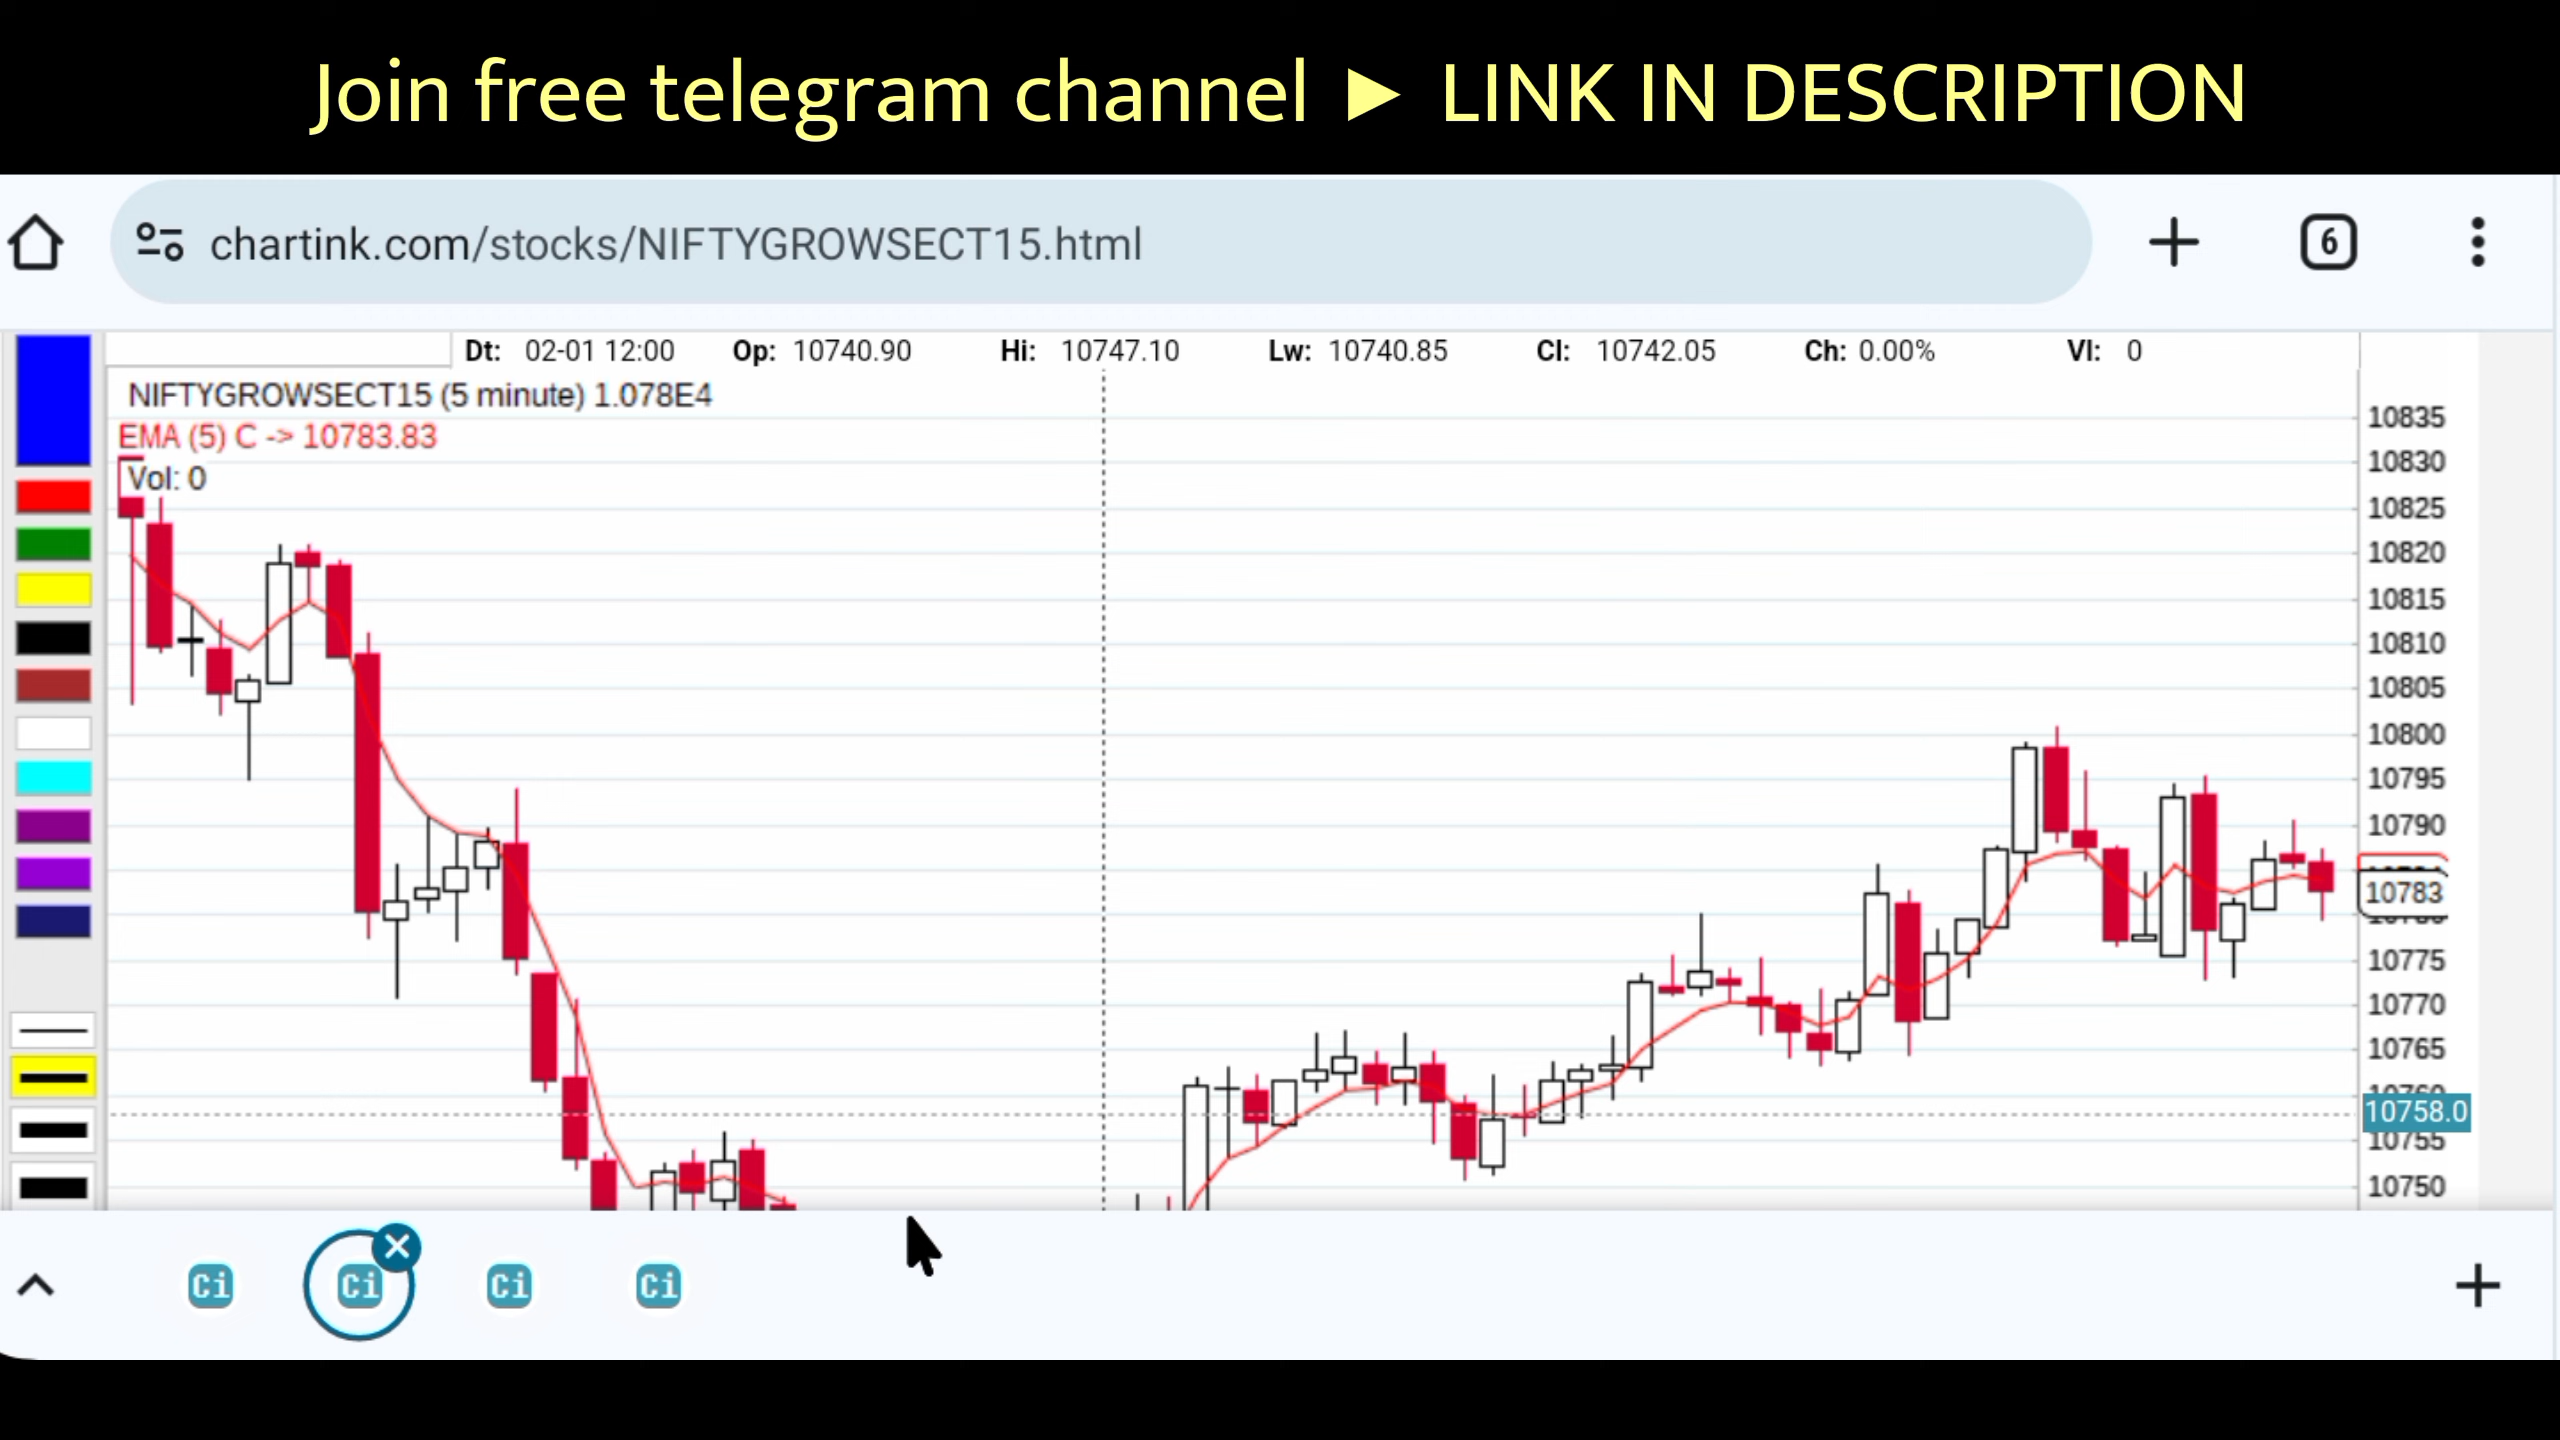 Join free telegram channel ► LINK IN DESCRIPTION
chartink.com/stocks/NIFTYGROWSECT15.html
6
Dt: 02-01 12:00 Op: 10740.90 Hi: 10747.10 Lw: 10740.85 Cl: 10742.05 Ch: 0.00% Vl: 0
NIFTYGROWSECT15 (5 minute) 1.078E4
EMA (5) C -> 10783.83
Vol: 0
10835
10830
10825
10820
10815
10810
10805
10800
10795
10790
10783
10775
10770
10765
10760
10758.0
10755
10750
Ci Ci Ci Ci